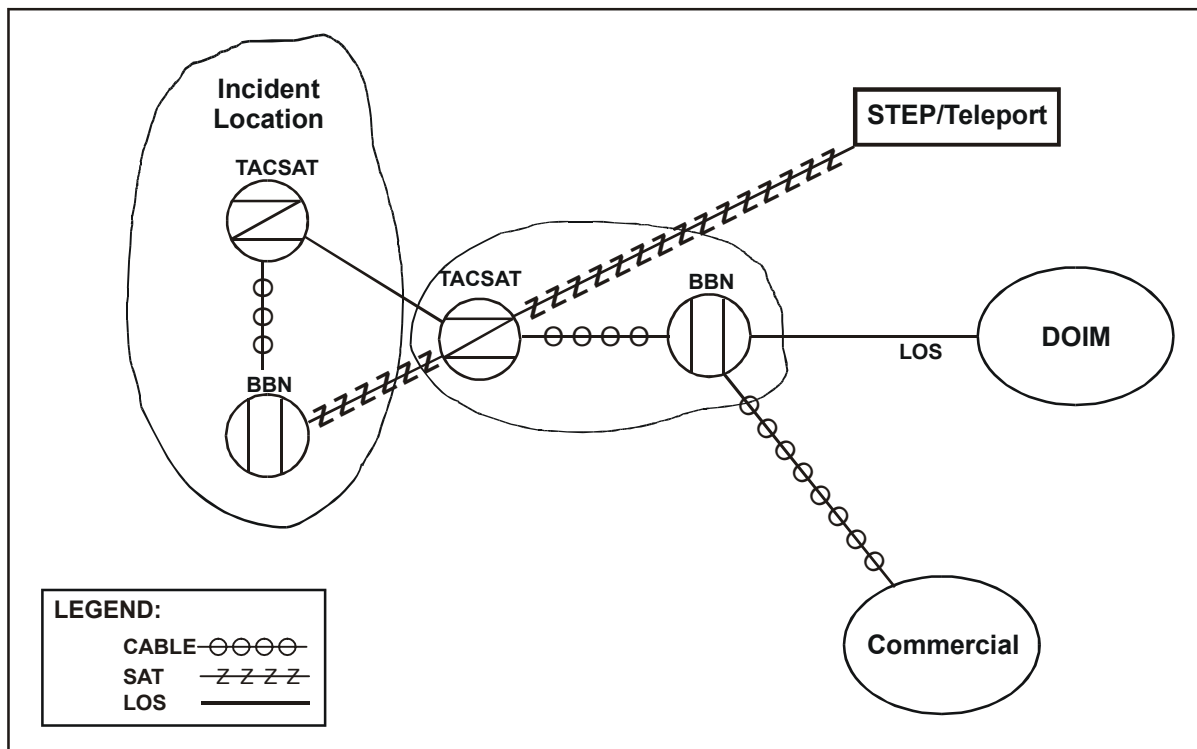 Incident
Location
TACSAT
BBN
STEP/Teleport
TACSAT
BBN
LOS
DOIM
Commercial
LEGEND:
CABLE
SAT
LOS